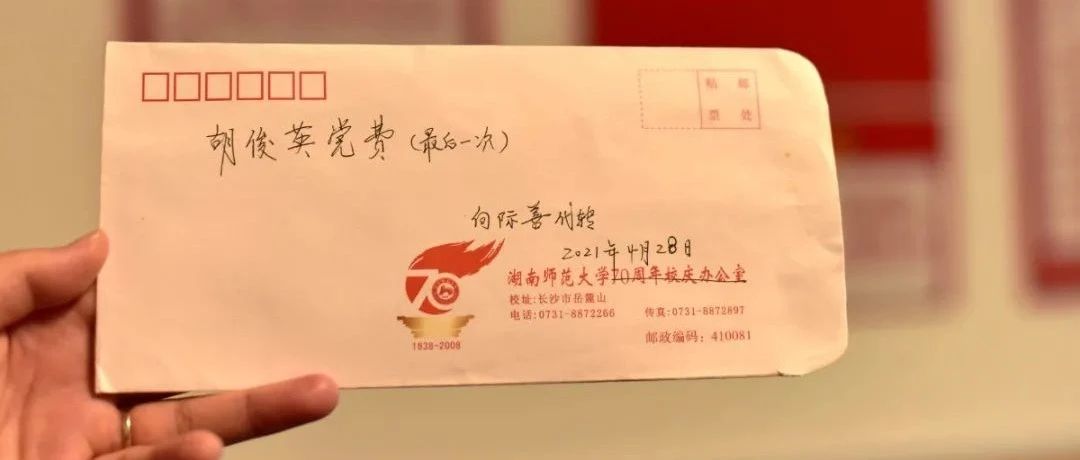 贴邮
票处
胡俊英党费(最后一次)
向际善代转
2021年4月28日
70
湖南师范大学70周年校庆办公室
校址:长沙市岳麓山
电话:0731-8872266 传真:0731-8872897
1938-2008
邮政编码:410081